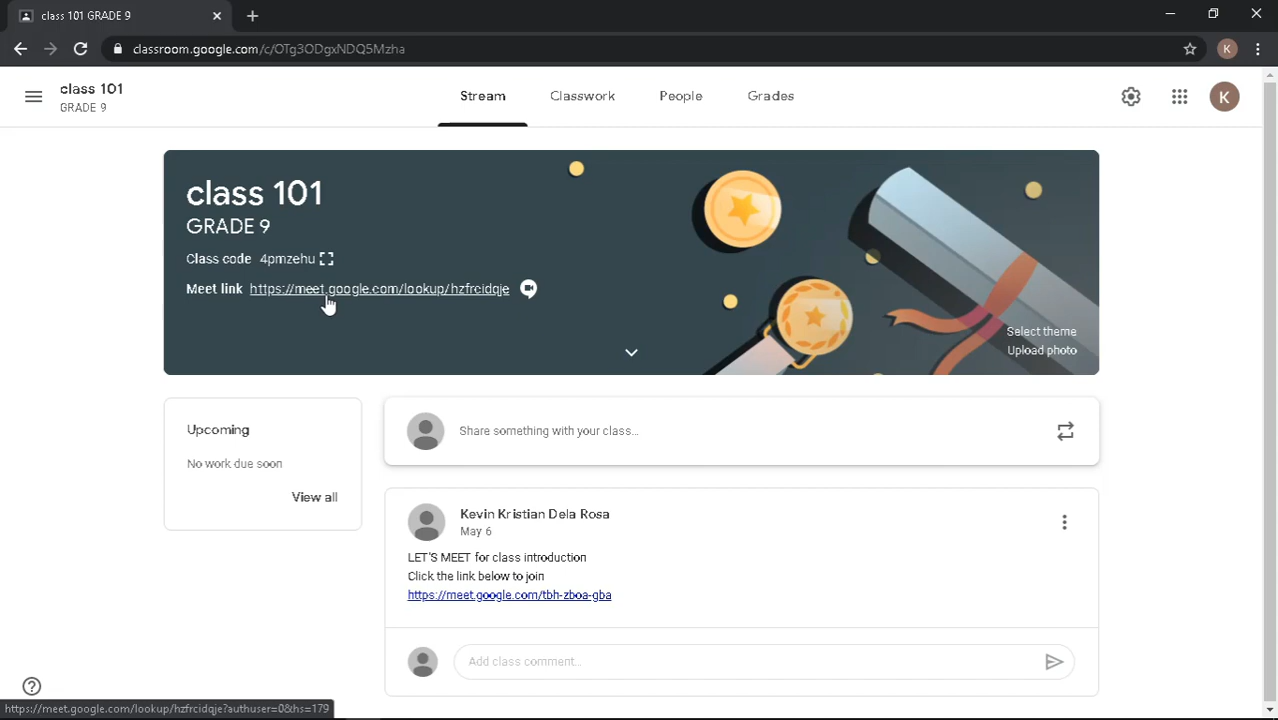 class 101 GRADE 9
classroom.google.com/c/OTg3ODgxNDQ5Mzha
K
class 101
GRADE 9
Stream
Classwork
People
Grades
K
class 101
GRADE 9
Class code 4pmzehu
Meet link https://meet.google.com/lookup/hzfrcidqje
Select theme
Upload photo
Upcoming
No work due soon
View all
Share something with your class...
Kevin Kristian Dela Rosa
May 6
LET'S MEET for class introduction
Click the link below to join
https://meet.google.com/tbh-zboa-gba
Add class comment...
https://meet.google.com/lookup/hzfrcidqje?authuser=0&hs=179